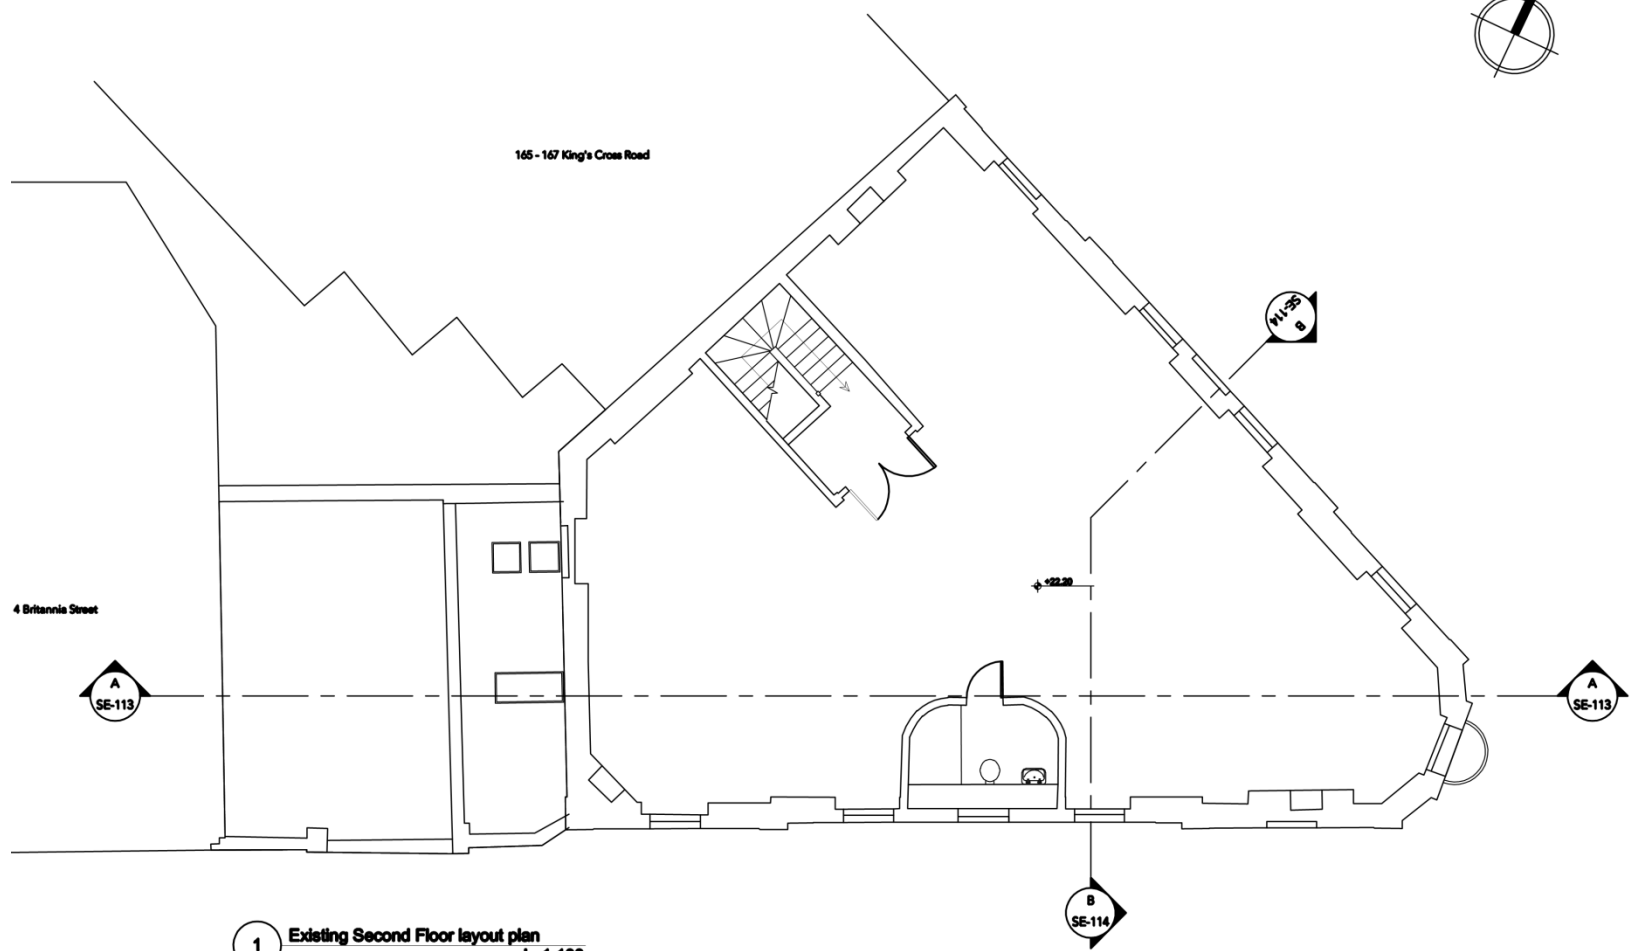 165 - 167 King's Cross Road
SE-114
B
+22.20
4 Britannia Street
A
SE-113
A
SE-113
B
SE-114
1
Existing Second Floor layout plan